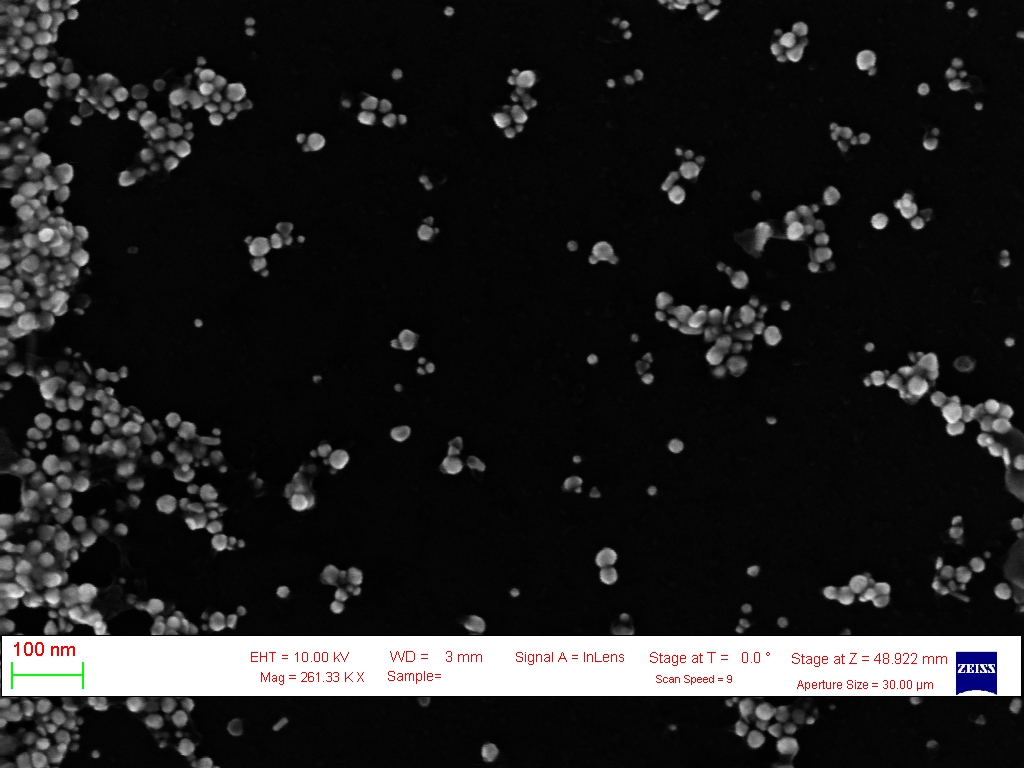 100 nm
EHT = 10.00 kV WD = 3 mm Signal A = InLens Stage at T = 0.0 ° Stage at Z = 48.922 mm
Mag = 261.33 K X Sample= Scan Speed = 9 Aperture Size = 30.00 µm
ZEISS